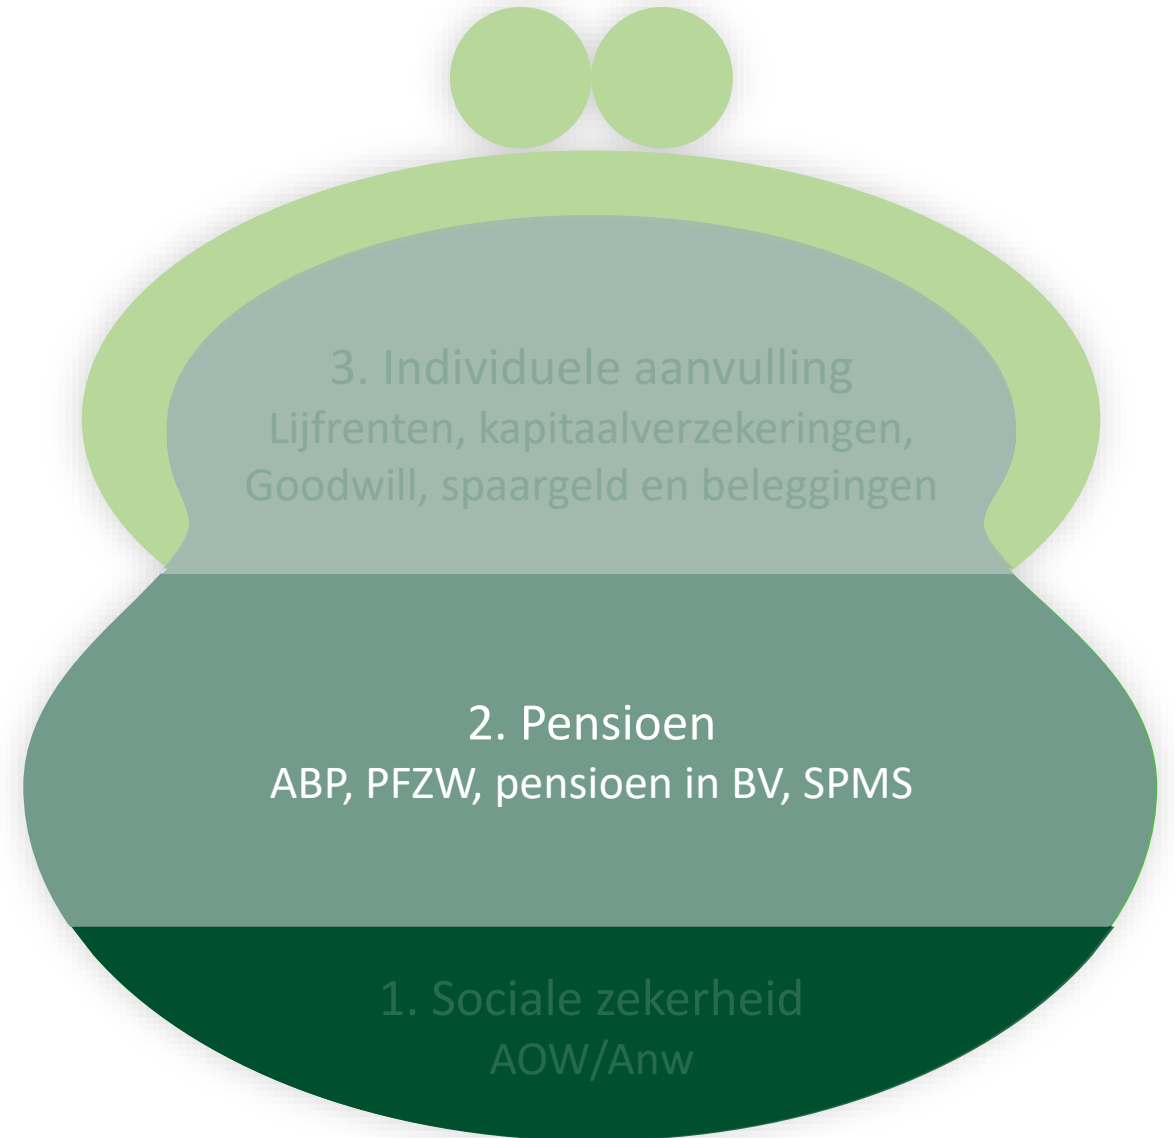 3. Individuele aanvulling
Lijfrenten, kapitaalverzekeringen,
Goodwill, spaargeld en beleggingen
2. Pensioen
ABP, PFZW, pensioen in BV, SPMS
1. Sociale zekerheid
AOW/Anw